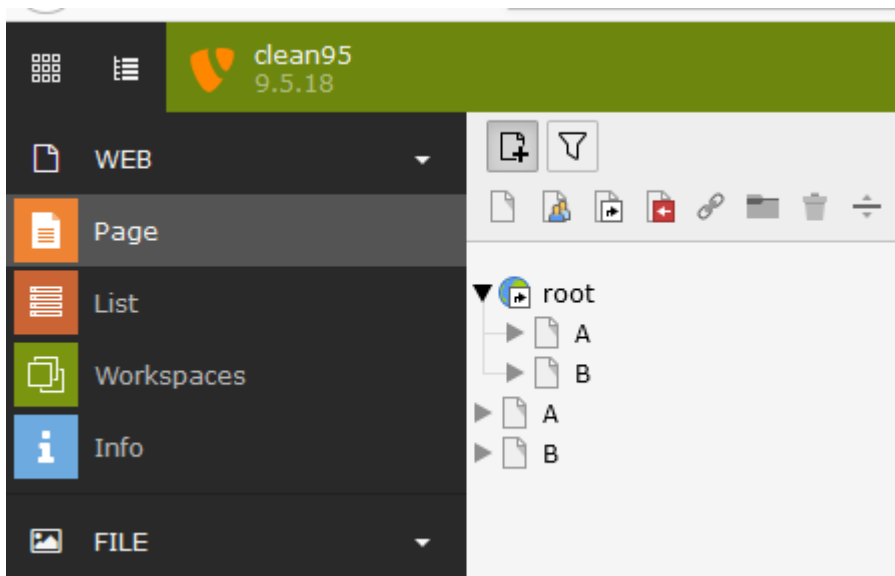 clean95
9.5.18
WEB
Page
List
Workspaces
Info
FILE
root
A
B
A
B